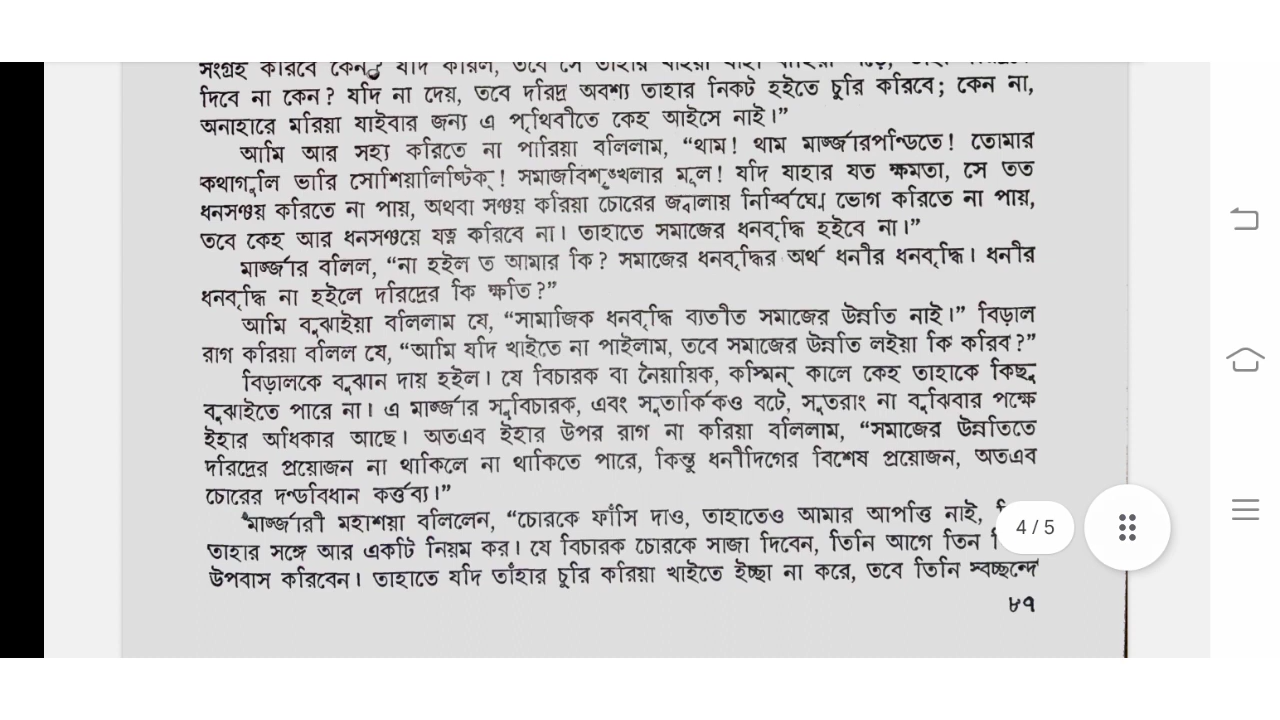 সংগ্রহ করিবে কেন? যদি করিল, তবে সে তাহার খাইয়া যাহা
দিবে না কেন? যদি না দেয়, তবে দরিদ্র অবশ্য তাহার নিকট হইতে চুরি করিবে; কেন না,
অনাহারে মরিয়া যাইবার জন্য এ পৃথিবীতে কেহ আইসে নাই।”
আমি আর সহ্য করিতে না পারিয়া বলিলাম, “থাম! থাম মার্জ্জারপণ্ডিতে! তোমার
কথাগুলি ভারি সোশিয়ালিষ্টিক্! সমাজবিশৃঙ্খলার মূল! যদি যাহার যত ক্ষমতা, সে তত
ধনসঞ্চয় করিতে না পায়, অথবা সঞ্চয় করিয়া চোরের জ্বালায় নির্ব্বিঘ্নে ভোগ করিতে না পায়,
তবে কেহ আর ধনসঞ্চয়ে যত্ন করিবে না। তাহাতে সমাজের ধনবৃদ্ধি হইবে না।”
মার্জ্জার বলিল, “না হইল ত আমার কি? সমাজের ধনবৃদ্ধির অর্থ ধনীর ধনবৃদ্ধি। ধনীর
ধনবৃদ্ধি না হইলে দরিদ্রের কি ক্ষতি?”
আমি বুঝাইয়া বলিলাম যে, “সামাজিক ধনবৃদ্ধি ব্যতীত সমাজের উন্নতি নাই।” বিড়াল
রাগ করিয়া বলিল যে, “আমি যদি খাইতে না পাইলাম, তবে সমাজের উন্নতি লইয়া কি করিব?”
বিড়ালকে বুঝান দায় হইল। যে বিচারক বা নৈয়ায়িক, কস্মিন্ কালে কেহ তাহাকে কিছু
বুঝাইতে পারে না। এ মার্জ্জার সুবিচারক, এবং সুতার্কিকও বটে, সুতরাং না বুঝিবার পক্ষে
ইহার অধিকার আছে। অতএব ইহার উপর রাগ না করিয়া বলিলাম, “সমাজের উন্নতিতে
দরিদ্রের প্রয়োজন না থাকিলে না থাকিতে পারে, কিন্তু ধনীদিগের বিশেষ প্রয়োজন, অতএব
চোরের দণ্ডবিধান কর্ত্তব্য।”
মার্জ্জারী মহাশয়া বলিলেন, “চোরকে ফাঁসি দাও, তাহাতেও আমার আপত্তি নাই,
তাহার সঙ্গে আর একটি নিয়ম কর। যে বিচারক চোরকে সাজা দিবেন, তিনি আগে তিন
উপবাস করিবেন। তাহাতে যদি তাঁহার চুরি করিয়া খাইতে ইচ্ছা না করে, তবে তিনি স্বচ্ছন্দে
৮৭
4 / 5